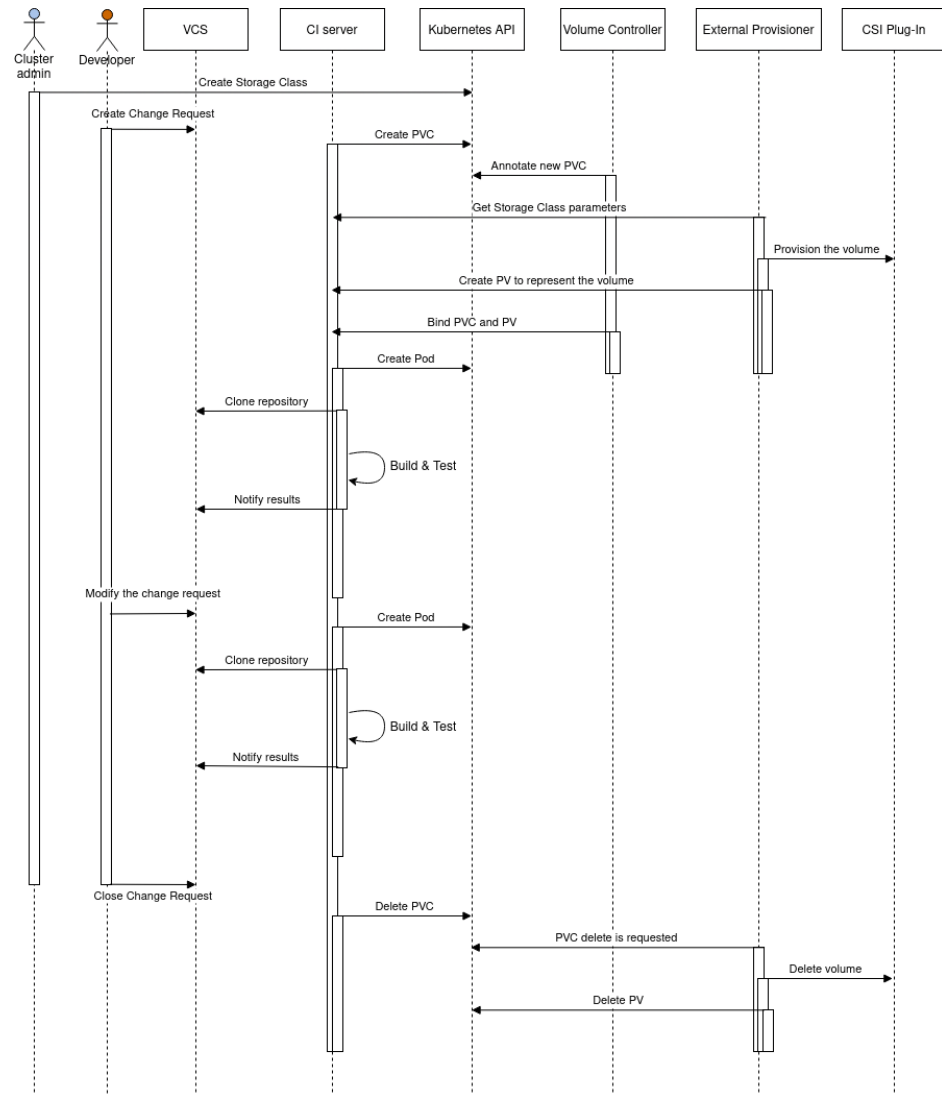 VCS
CI server
Kubernetes API
Volume Controller
External Provisioner
CSI Plug-In
Cluster
admin
Developer
Create Storage Class
Create Change Request
Create PVC
Annotate new PVC
Get Storage Class parameters
Provision the volume
Create PV to represent the volume
Bind PVC and PV
Create Pod
Clone repository
Build & Test
Notify results
Modify the change request
Create Pod
Clone repository
Build & Test
Notify results
Close Change Request
Delete PVC
PVC delete is requested
Delete volume
Delete PV